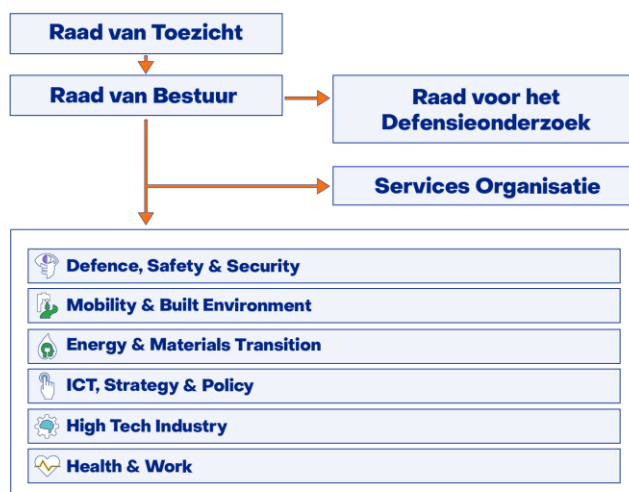 Raad van Toezicht
Raad van Bestuur
Raad voor het
Defensieonderzoek
Services Organisatie
Defence, Safety & Security
Mobility & Built Environment
Energy & Materials Transition
ICT, Strategy & Policy
High Tech Industry
Health & Work